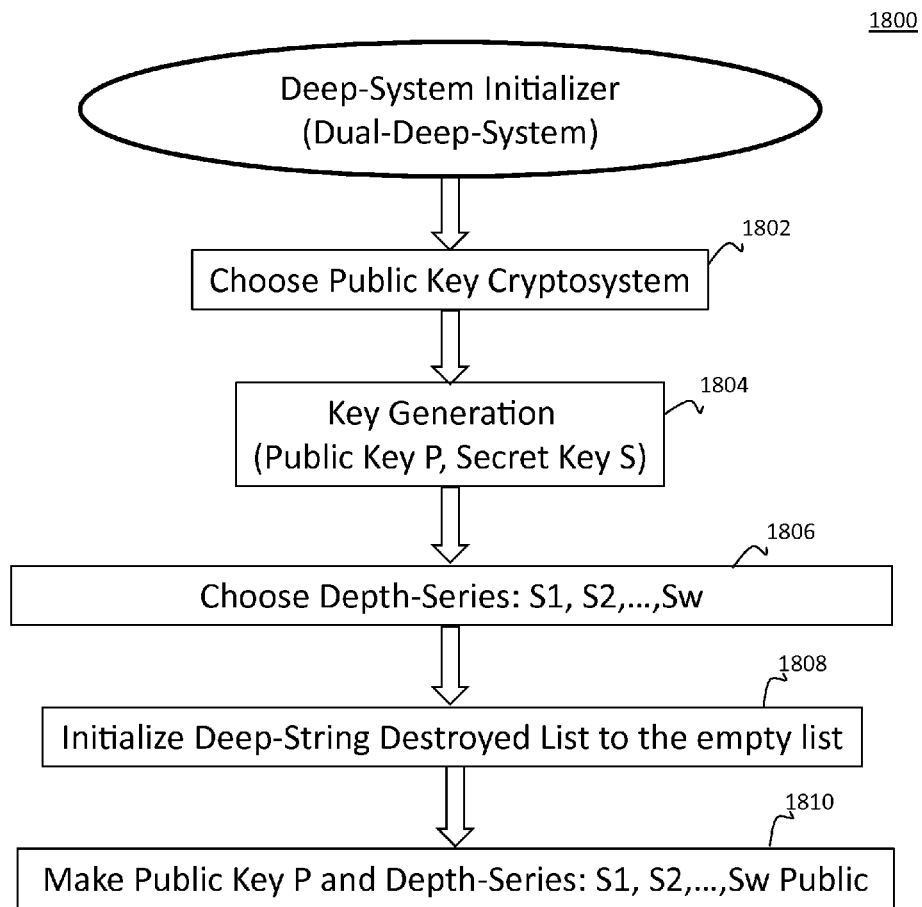 1800
Deep-System Initializer
(Dual-Deep-System)
1802
Choose Public Key Cryptosystem
1804
Key Generation
(Public Key P, Secret Key S)
1806
Choose Depth-Series: S1, S2,...,Sw
1808
Initialize Deep-String Destroyed List to the empty list
1810
Make Public Key P and Depth-Series: S1, S2,...,Sw Public